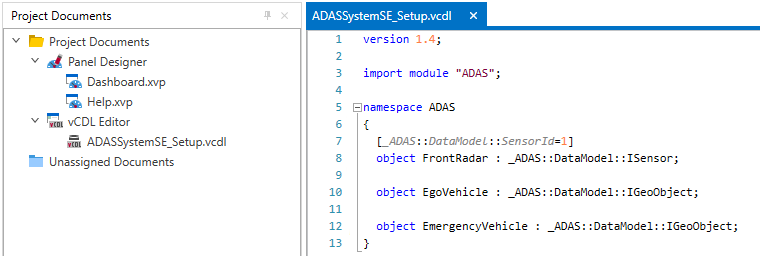 Project Documents
Project Documents
Panel Designer
Dashboard.xvp
Help.xvp
vCDL Editor
ADASSystemSE_Setup.vcdl
Unassigned Documents
ADASSystemSE_Setup.vcdl
1 version 1.4;
2
3 import module "ADAS";
4
5 namespace ADAS
6 {
7 [_ADAS::DataModel::SensorId=1]
8 object FrontRadar : _ADAS::DataModel::ISensor;
9
10 object EgoVehicle : _ADAS::DataModel::IGeoObject;
11
12 object EmergencyVehicle : _ADAS::DataModel::IGeoObject;
13 }